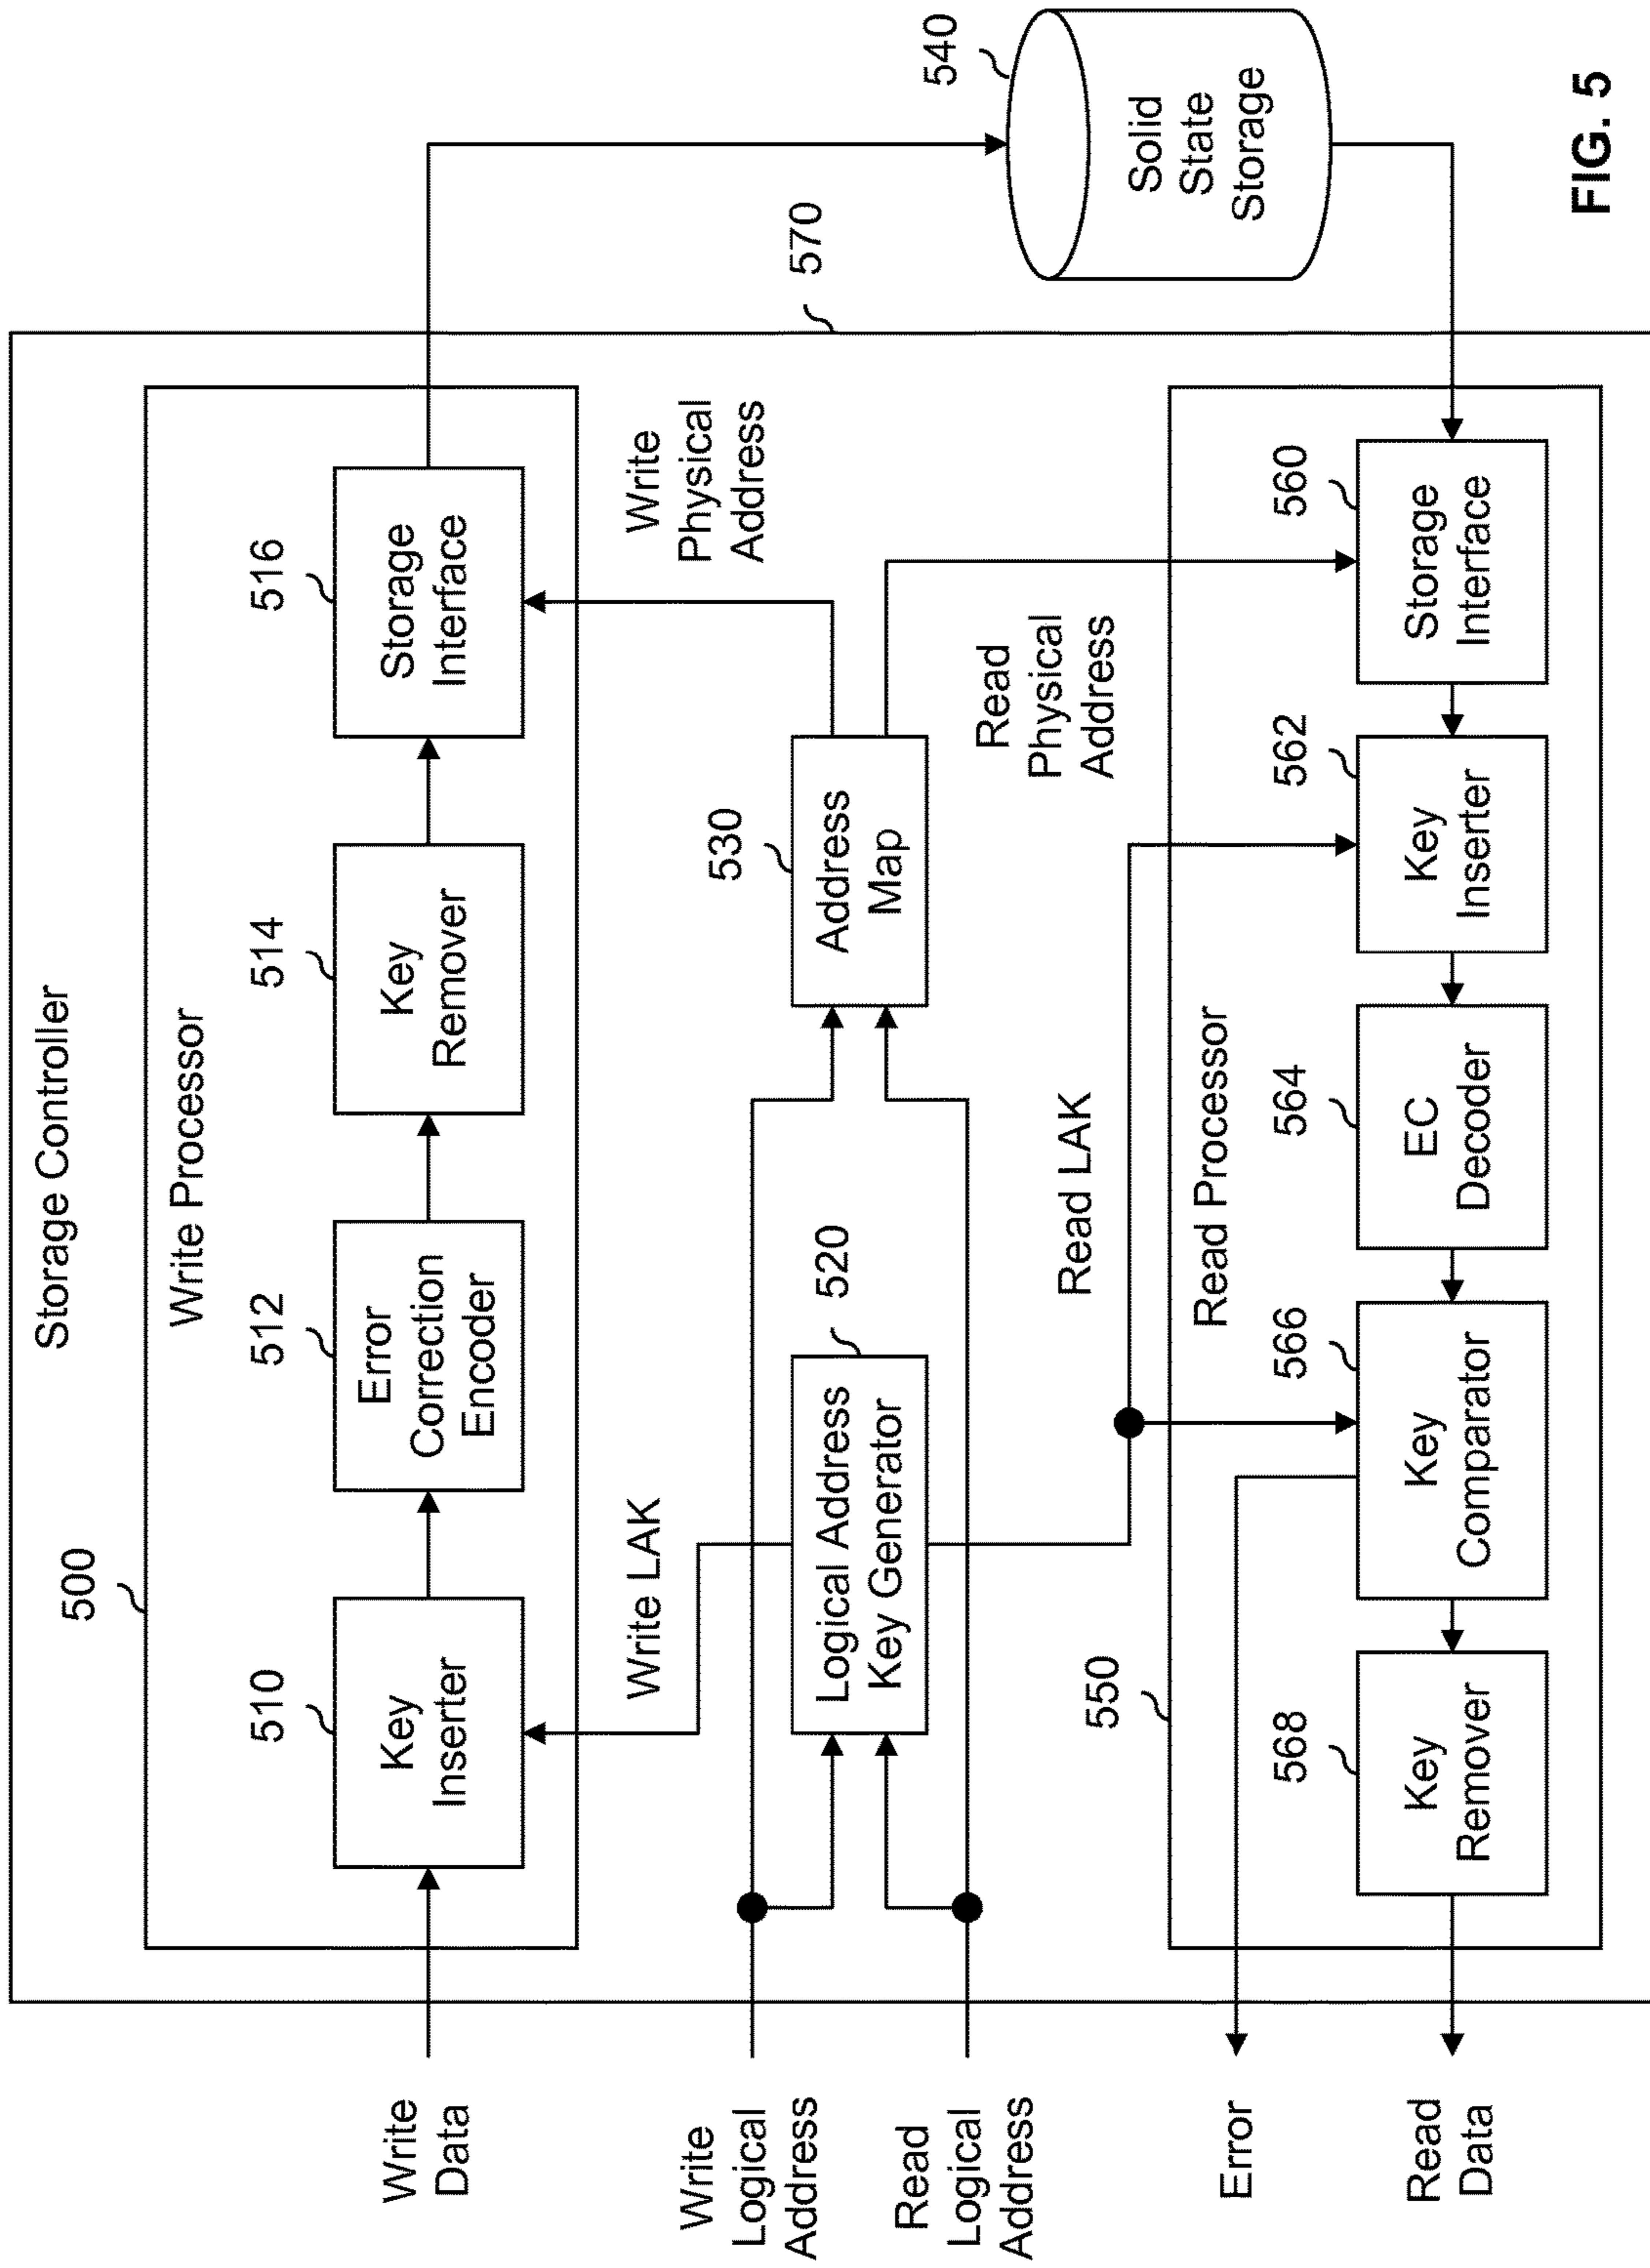 Storage Controller
500
Write Processor
510
512
514
516
Key
Inserter
Error
Correction
Encoder
Key
Remover
Storage
Interface
Write
Data
Write LAK
Write
Physical
Address
570
540
Solid
State
Storage
Write
Logical
Address
Logical Address
Key Generator
520
530
Address
Map
Read
Logical
Address
Read
Physical
Address
Read LAK
550
Read Processor
Error
568
566
564
562
560
Key
Remover
Key
Comparator
EC
Decoder
Key
Inserter
Storage
Interface
Read
Data
FIG. 5